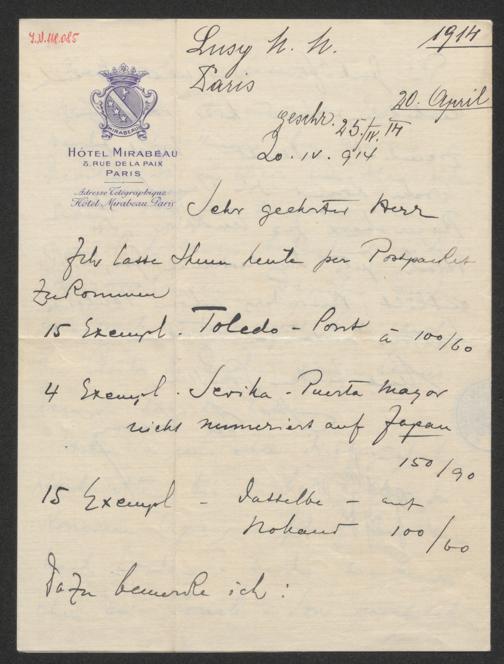 J.N. 148.085
1914
Lusy M. M.
Paris
20. April
geschr. 25./IV. 14
MIRABEAU
HÔTEL MIRABEAU
8, RUE DE LA PAIX
PARIS
Adresse Télégraphique
Hôtel-Mirabeau, Paris
20. IV. 914
Sehr geehrter Herr
Ich lasse Ihnen heute per Postpacket
zukommen
15 Exempl. Toledo - Pont à 100/60
4 Exempl. Sevilla - Puerta mayor
nicht numeriert auf Japan
150/90
15 Exempl - dasselbe - auf
Holland 100/60
Dazu bemerke ich :